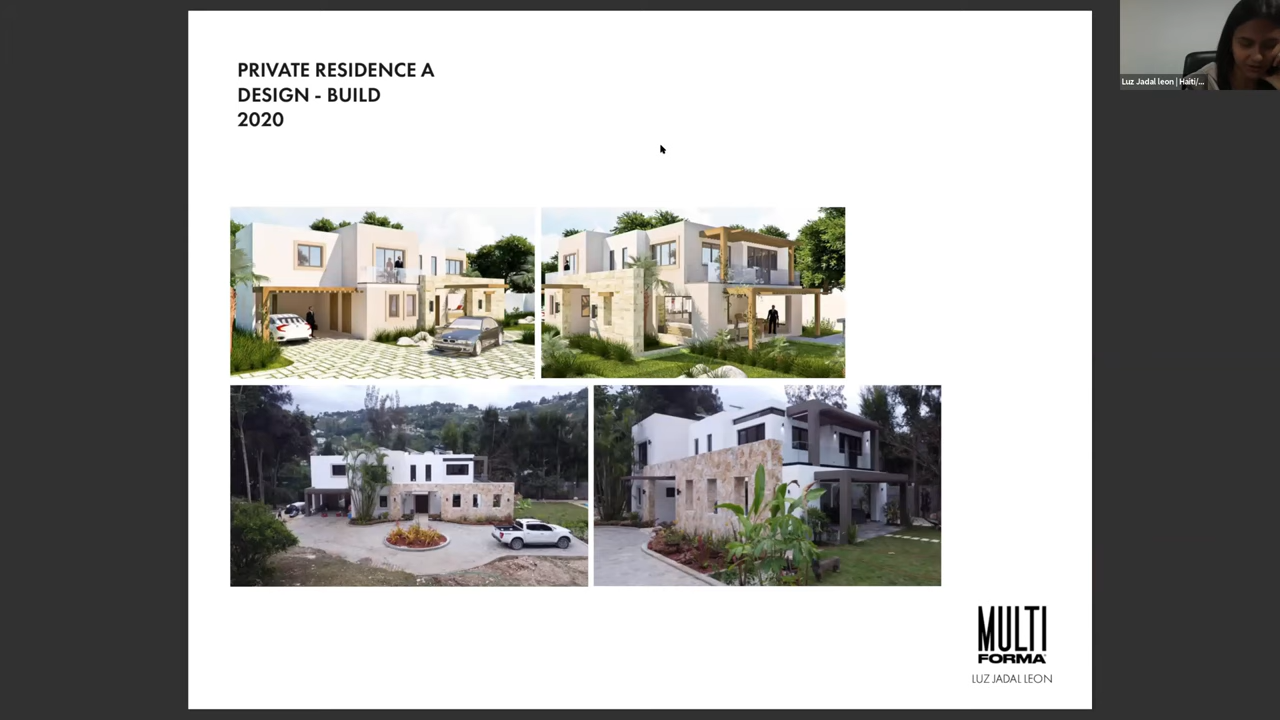 PRIVATE RESIDENCE A
DESIGN - BUILD
2020
Luz Jadal leon | Haiti/...
MULTI
FORMA
LUZ JADAL LEON